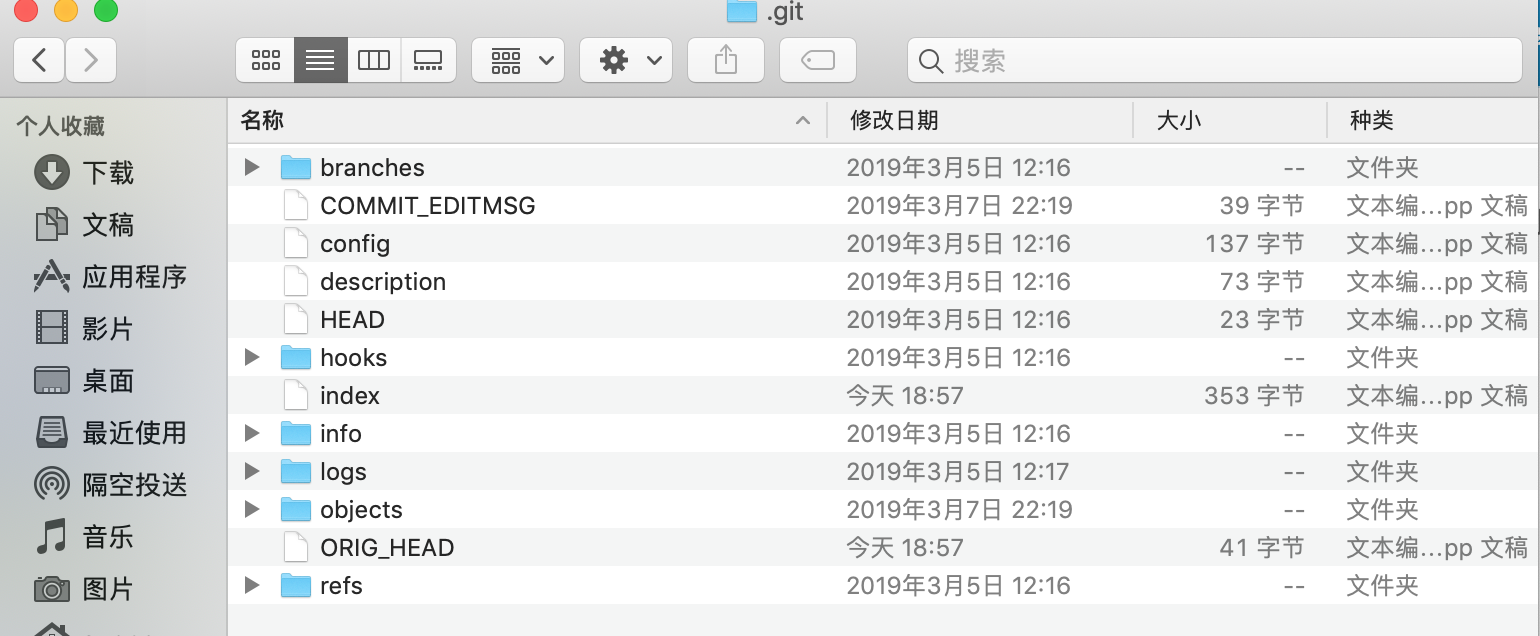 .git
搜索
个人收藏
下载
文稿
应用程序
影片
桌面
最近使用
隔空投送
音乐
图片
名称 修改日期 大小 种类
branches 2019年3月5日 12:16 -- 文件夹
COMMIT_EDITMSG 2019年3月7日 22:19 39 字节 文本编…pp 文稿
config 2019年3月5日 12:16 137 字节 文本编…pp 文稿
description 2019年3月5日 12:16 73 字节 文本编…pp 文稿
HEAD 2019年3月5日 12:16 23 字节 文本编…pp 文稿
hooks 2019年3月5日 12:16 -- 文件夹
index 今天 18:57 353 字节 文本编…pp 文稿
info 2019年3月5日 12:16 -- 文件夹
logs 2019年3月5日 12:17 -- 文件夹
objects 2019年3月7日 22:19 -- 文件夹
ORIG_HEAD 今天 18:57 41 字节 文本编…pp 文稿
refs 2019年3月5日 12:16 -- 文件夹